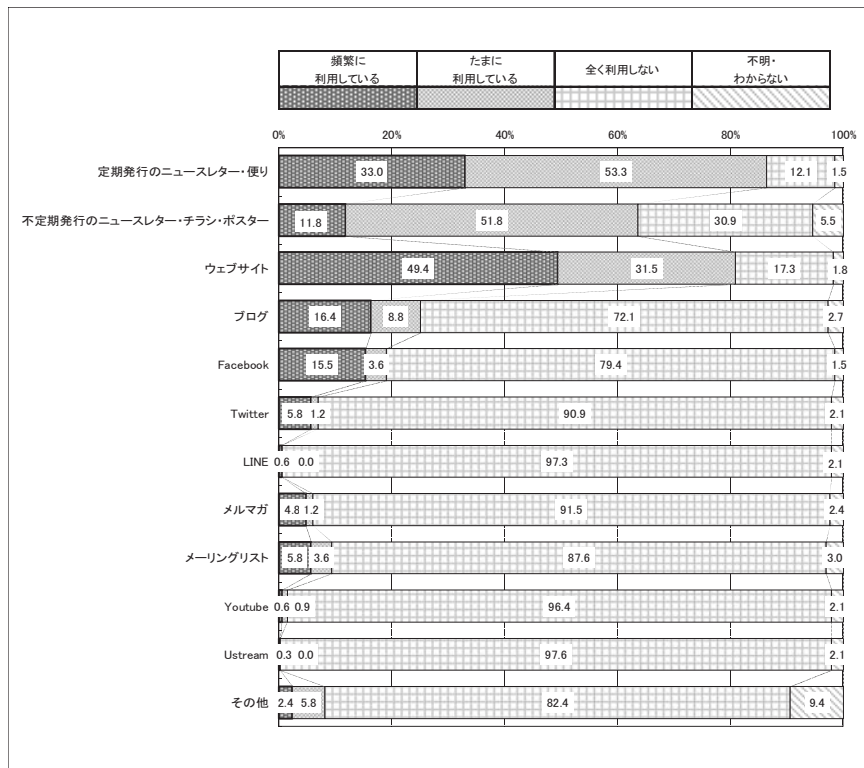 頻繁に
利用している
たまに
利用している
全く利用しない
不明・
わからない
0% 20% 40% 60% 80% 100%
定期発行のニュースレター・便り 33.0 53.3 12.1 1.5
不定期発行のニュースレター・チラシ・ポスター 11.8 51.8 30.9 5.5
ウェブサイト 49.4 31.5 17.3 1.8
ブログ 16.4 8.8 72.1 2.7
Facebook 15.5 3.6 79.4 1.5
Twitter 5.8 1.2 90.9 2.1
LINE 0.6 0.0 97.3 2.1
メルマガ 4.8 1.2 91.5 2.4
メーリングリスト 5.8 3.6 87.6 3.0
Youtube 0.6 0.9 96.4 2.1
Ustream 0.3 0.0 97.6 2.1
その他 2.4 5.8 82.4 9.4